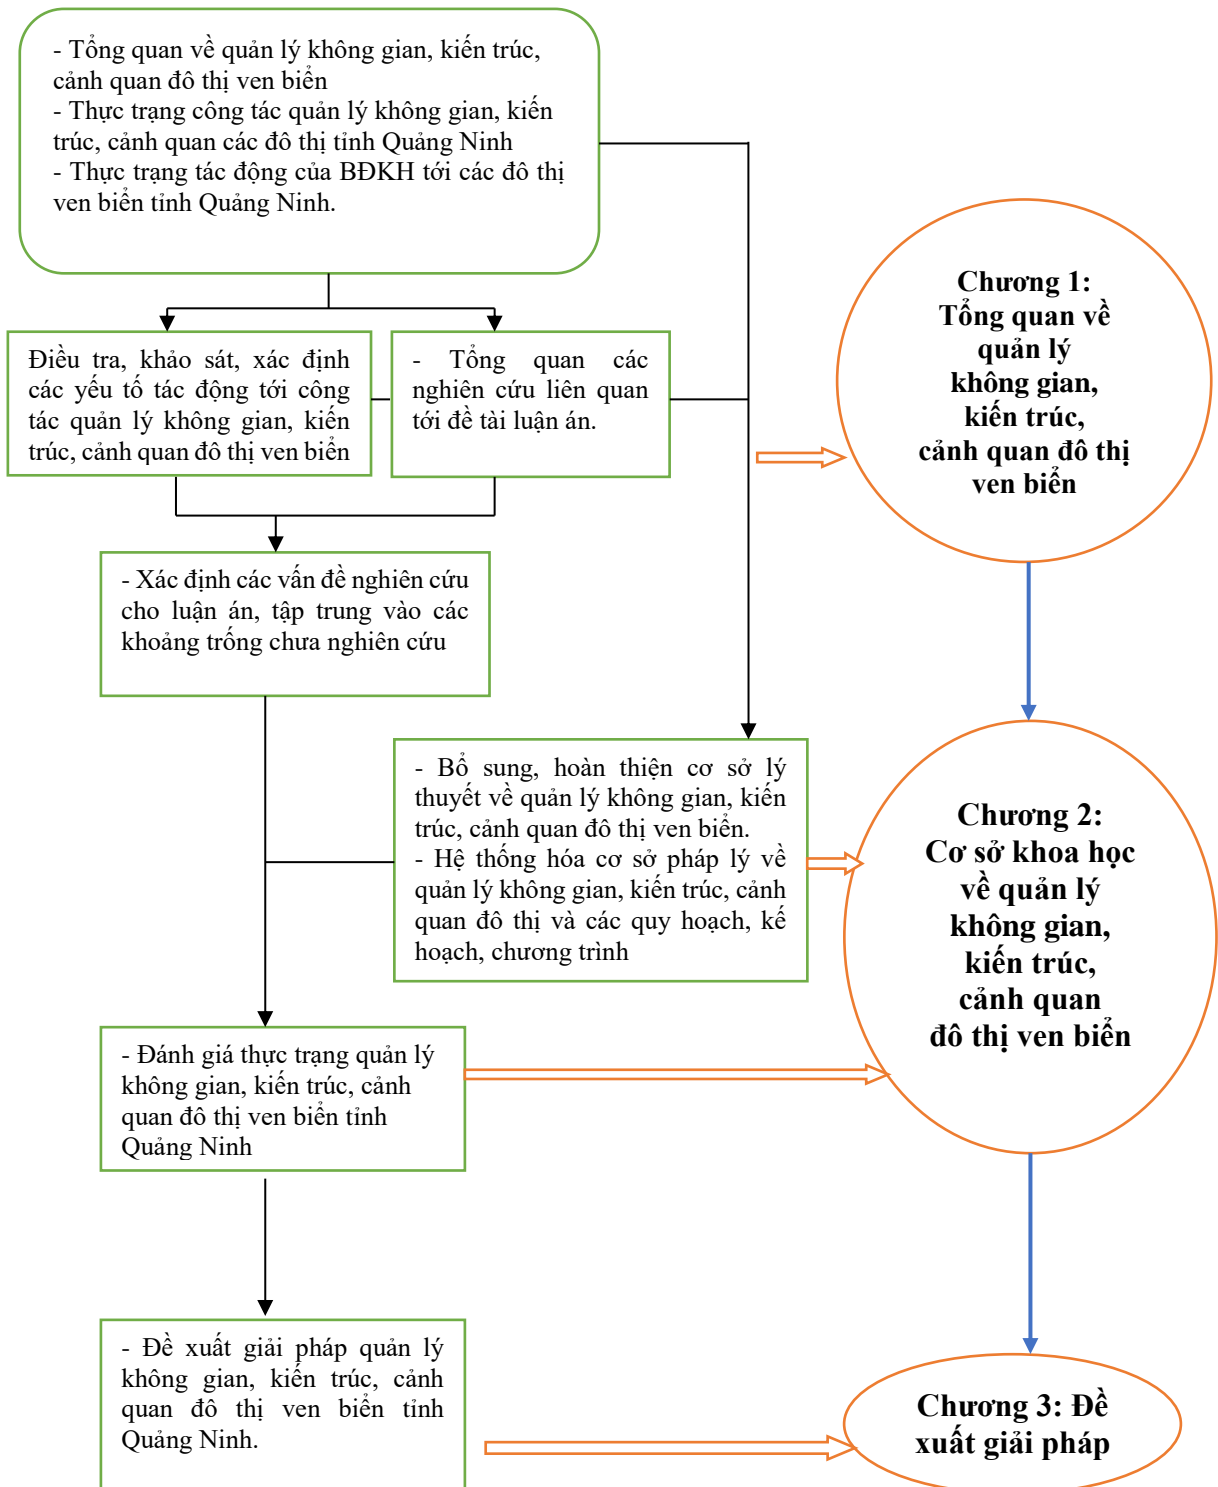 - Tổng quan về quản lý không gian, kiến trúc,
cảnh quan đô thị ven biển
- Thực trạng công tác quản lý không gian, kiến
trúc, cảnh quan các đô thị tỉnh Quảng Ninh
- Thực trạng tác động của BĐKH tới các đô thị
ven biển tỉnh Quảng Ninh.
Điều tra, khảo sát, xác định
các yếu tố tác động tới công
tác quản lý không gian, kiến
trúc, cảnh quan đô thị ven biển
- Tổng quan các
nghiên cứu liên quan
tới đề tài luận án.
Chương 1:
Tổng quan về
quản lý
không gian,
kiến trúc,
cảnh quan đô thị
ven biển
- Xác định các vấn đề nghiên cứu
cho luận án, tập trung vào các
khoảng trống chưa nghiên cứu
- Bổ sung, hoàn thiện cơ sở lý
thuyết về quản lý không gian, kiến
trúc, cảnh quan đô thị ven biển.
- Hệ thống hóa cơ sở pháp lý về
quản lý không gian, kiến trúc, cảnh
quan đô thị và các quy hoạch, kế
hoạch, chương trình
Chương 2:
Cơ sở khoa học
về quản lý
không gian,
kiến trúc,
cảnh quan
đô thị ven biển
- Đánh giá thực trạng quản lý
không gian, kiến trúc, cảnh
quan đô thị ven biển tỉnh
Quảng Ninh
- Đề xuất giải pháp quản lý
không gian, kiến trúc, cảnh
quan đô thị ven biển tỉnh
Quảng Ninh.
Chương 3: Đề
xuất giải pháp